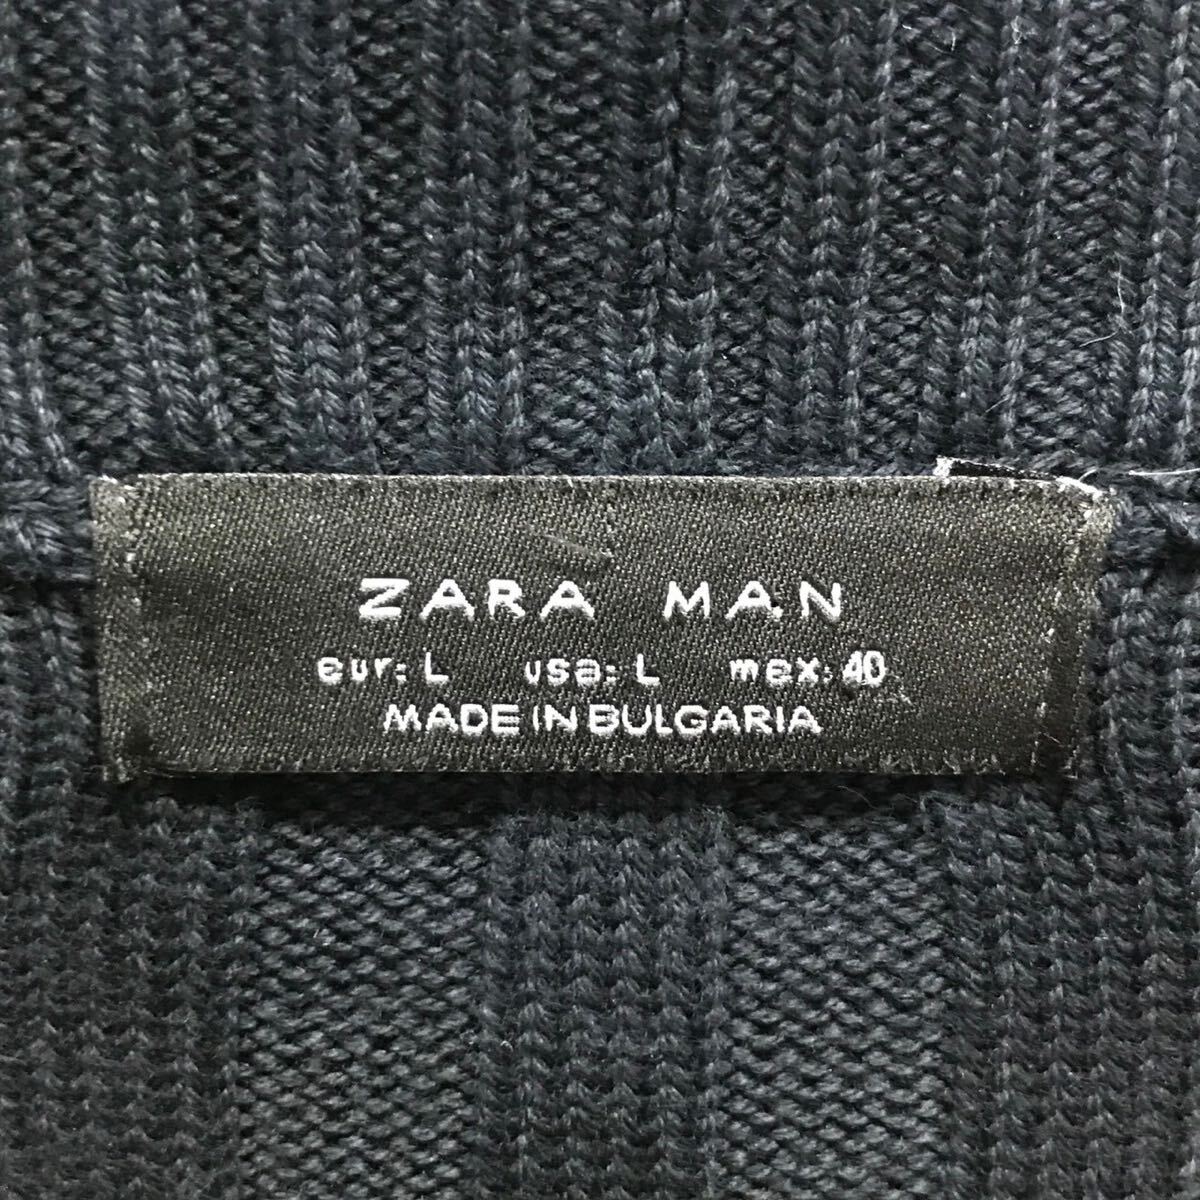 ZARA MAN
eur: L usa: L mex: 40
MADE IN BULGARIA